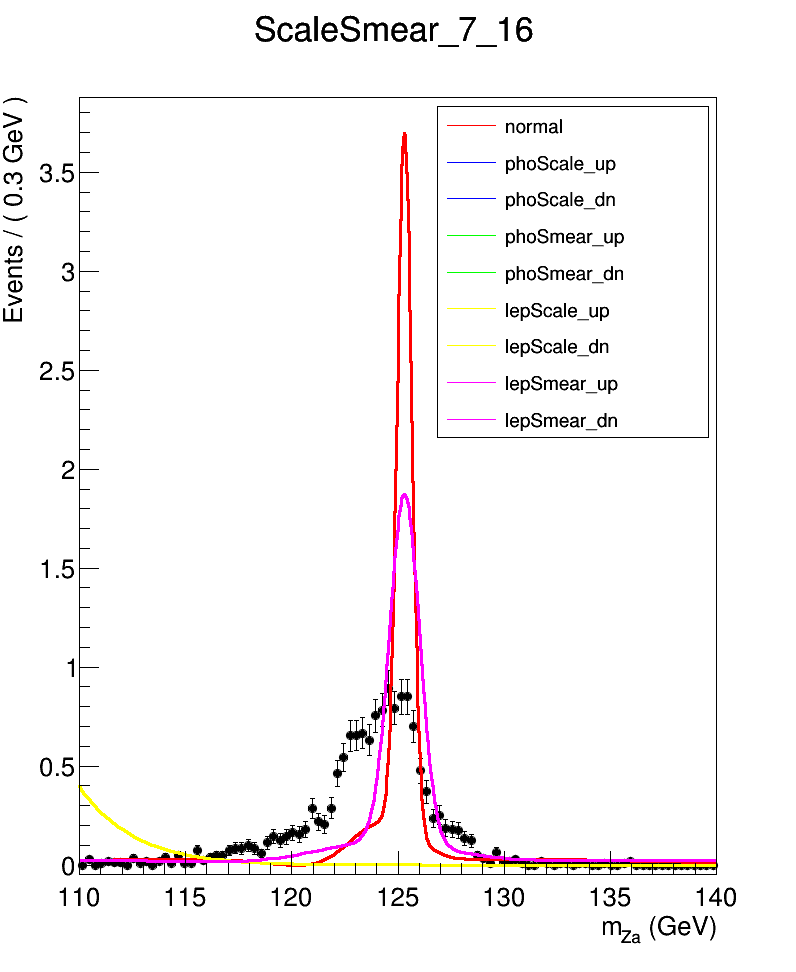 ScaleSmear_7_16
Events / ( 0.3 GeV )
3.5
3
2.5
2
1.5
1
0.5
0
normal
phoScale_up
phoScale_dn
phoSmear_up
phoSmear_dn
lepScale_up
lepScale_dn
lepSmear_up
lepSmear_dn
110 115 120 125 130 135 140
m_Za (GeV)